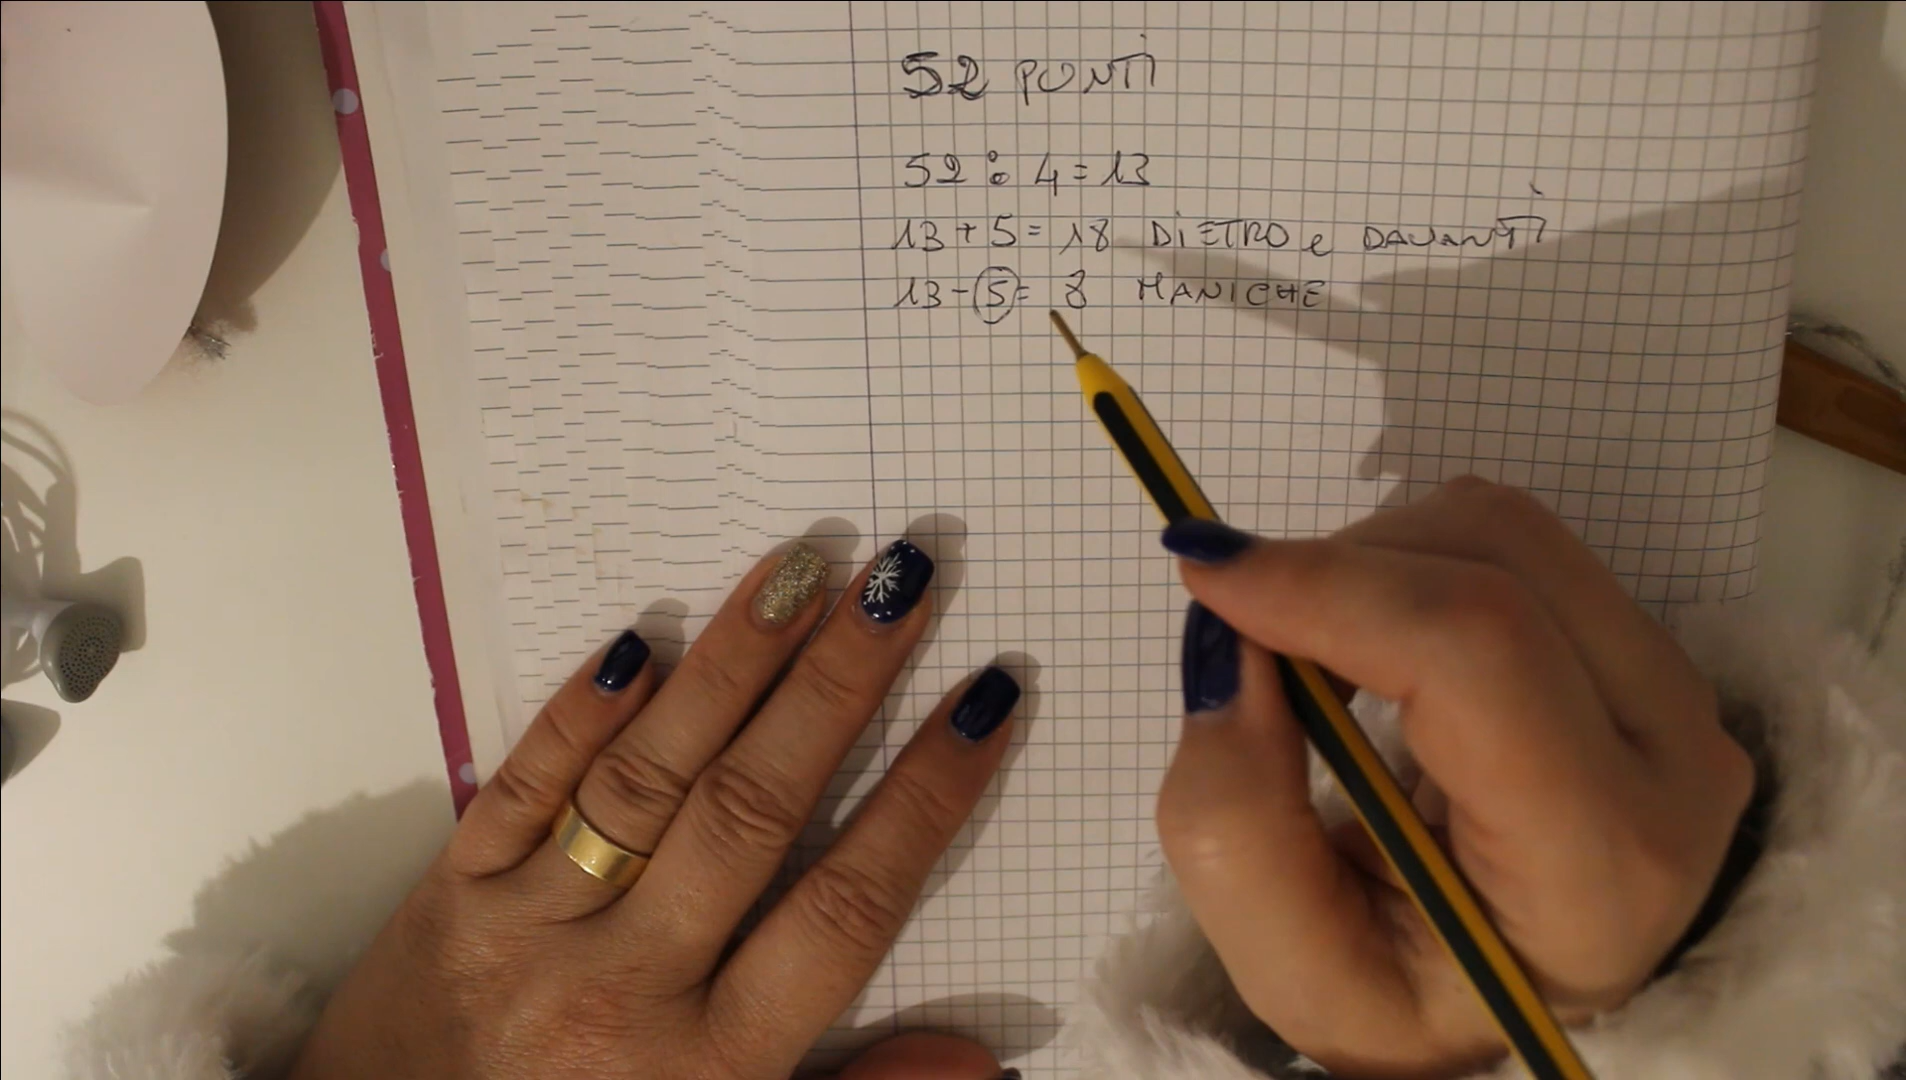 52 PUNTI
52 : 4 = 13
13 + 5 = 18 DIETRO e DAVANTI
13 - 5 = 8 MANICHE